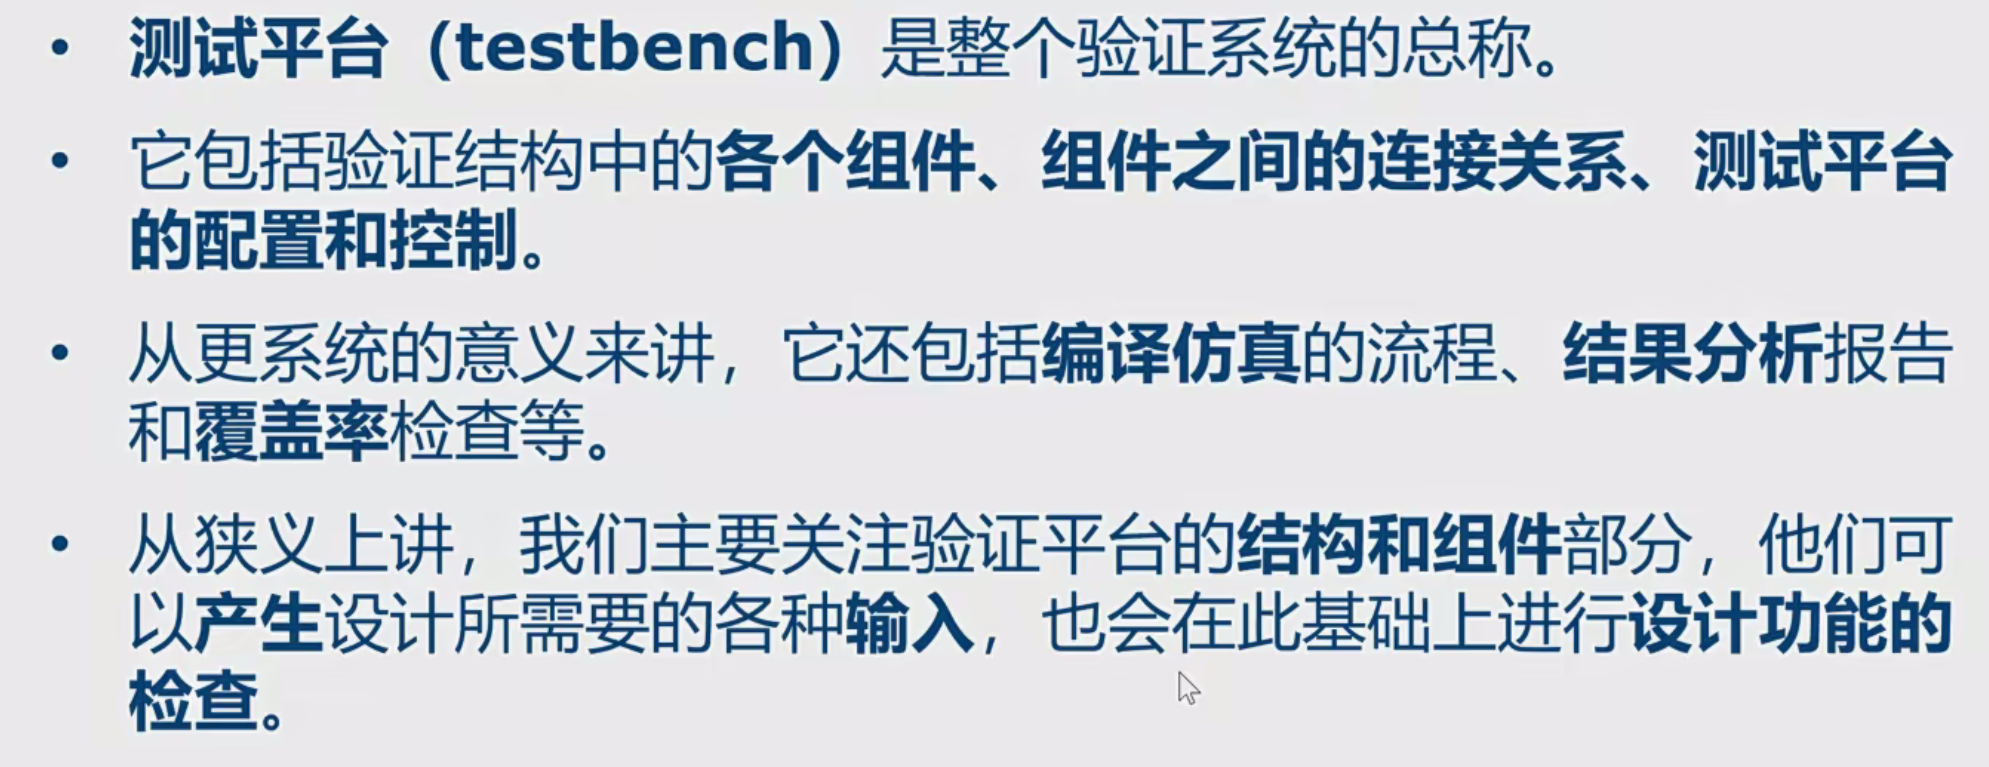 • 测试平台（testbench）是整个验证系统的总称。
• 它包括验证结构中的各个组件、组件之间的连接关系、测试平台
的配置和控制。
• 从更系统的意义来讲，它还包括编译仿真的流程、结果分析报告
和覆盖率检查等。
• 从狭义上讲，我们主要关注验证平台的结构和组件部分，他们可
以产生设计所需要的各种输入，也会在此基础上进行设计功能的
检查。